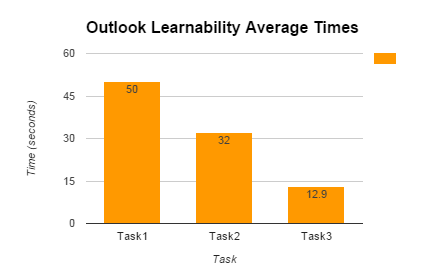 Outlook Learnability Average Times
Time (seconds)
60
45
30
15
0
50
32
12.9
Task1
Task2
Task3
Task